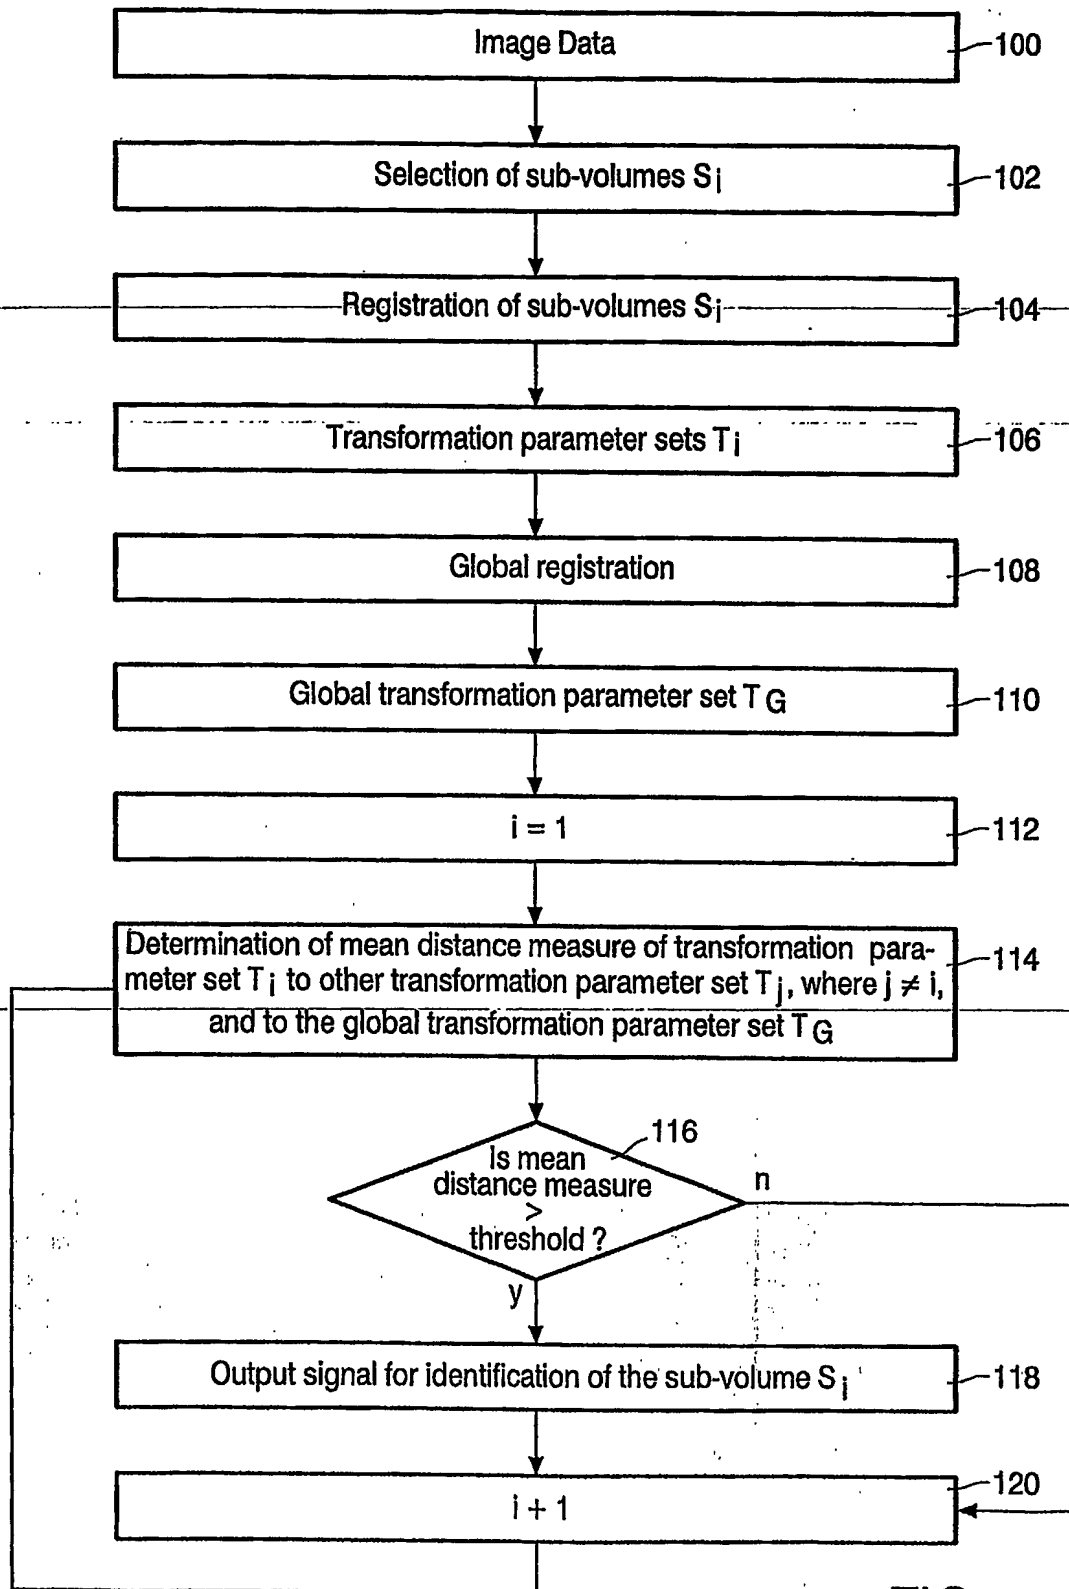 Image Data
100
Selection of sub-volumes Si
102
Registration of sub-volumes Si
104
Transformation parameter sets Ti
106
Global registration
108
Global transformation parameter set TG
110
i = 1
112
Determination of mean distance measure of transformation para-
meter set Ti to other transformation parameter set Tj, where j ≠ i,
and to the global transformation parameter set TG
114
116
Is mean
distance measure
>
threshold ?
n
y
Output signal for identification of the sub-volume Si
118
i + 1
120